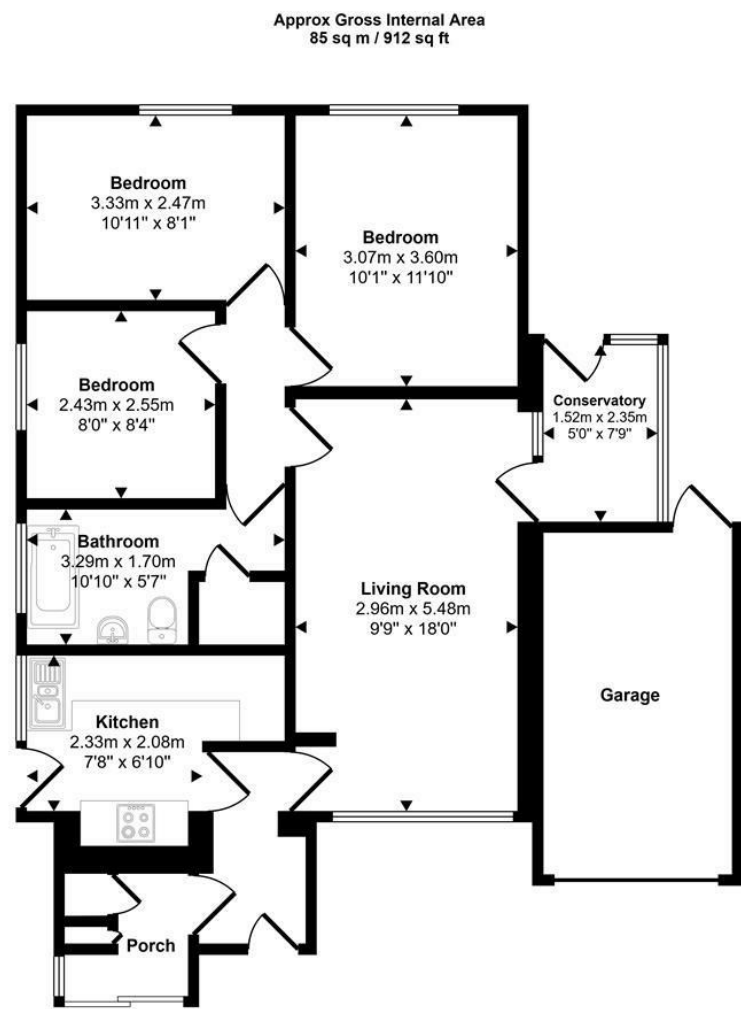 Approx Gross Internal Area
85 sq m / 912 sq ft
Bedroom
3.33m x 2.47m
10'11" x 8'1"
Bedroom
3.07m x 3.60m
10'1" x 11'10"
Bedroom
2.43m x 2.55m
8'0" x 8'4"
Conservatory
1.52m x 2.35m
5'0" x 7'9"
Bathroom
3.29m x 1.70m
10'10" x 5'7"
Living Room
2.96m x 5.48m
9'9" x 18'0"
Garage
Kitchen
2.33m x 2.08m
7'8" x 6'10"
Porch